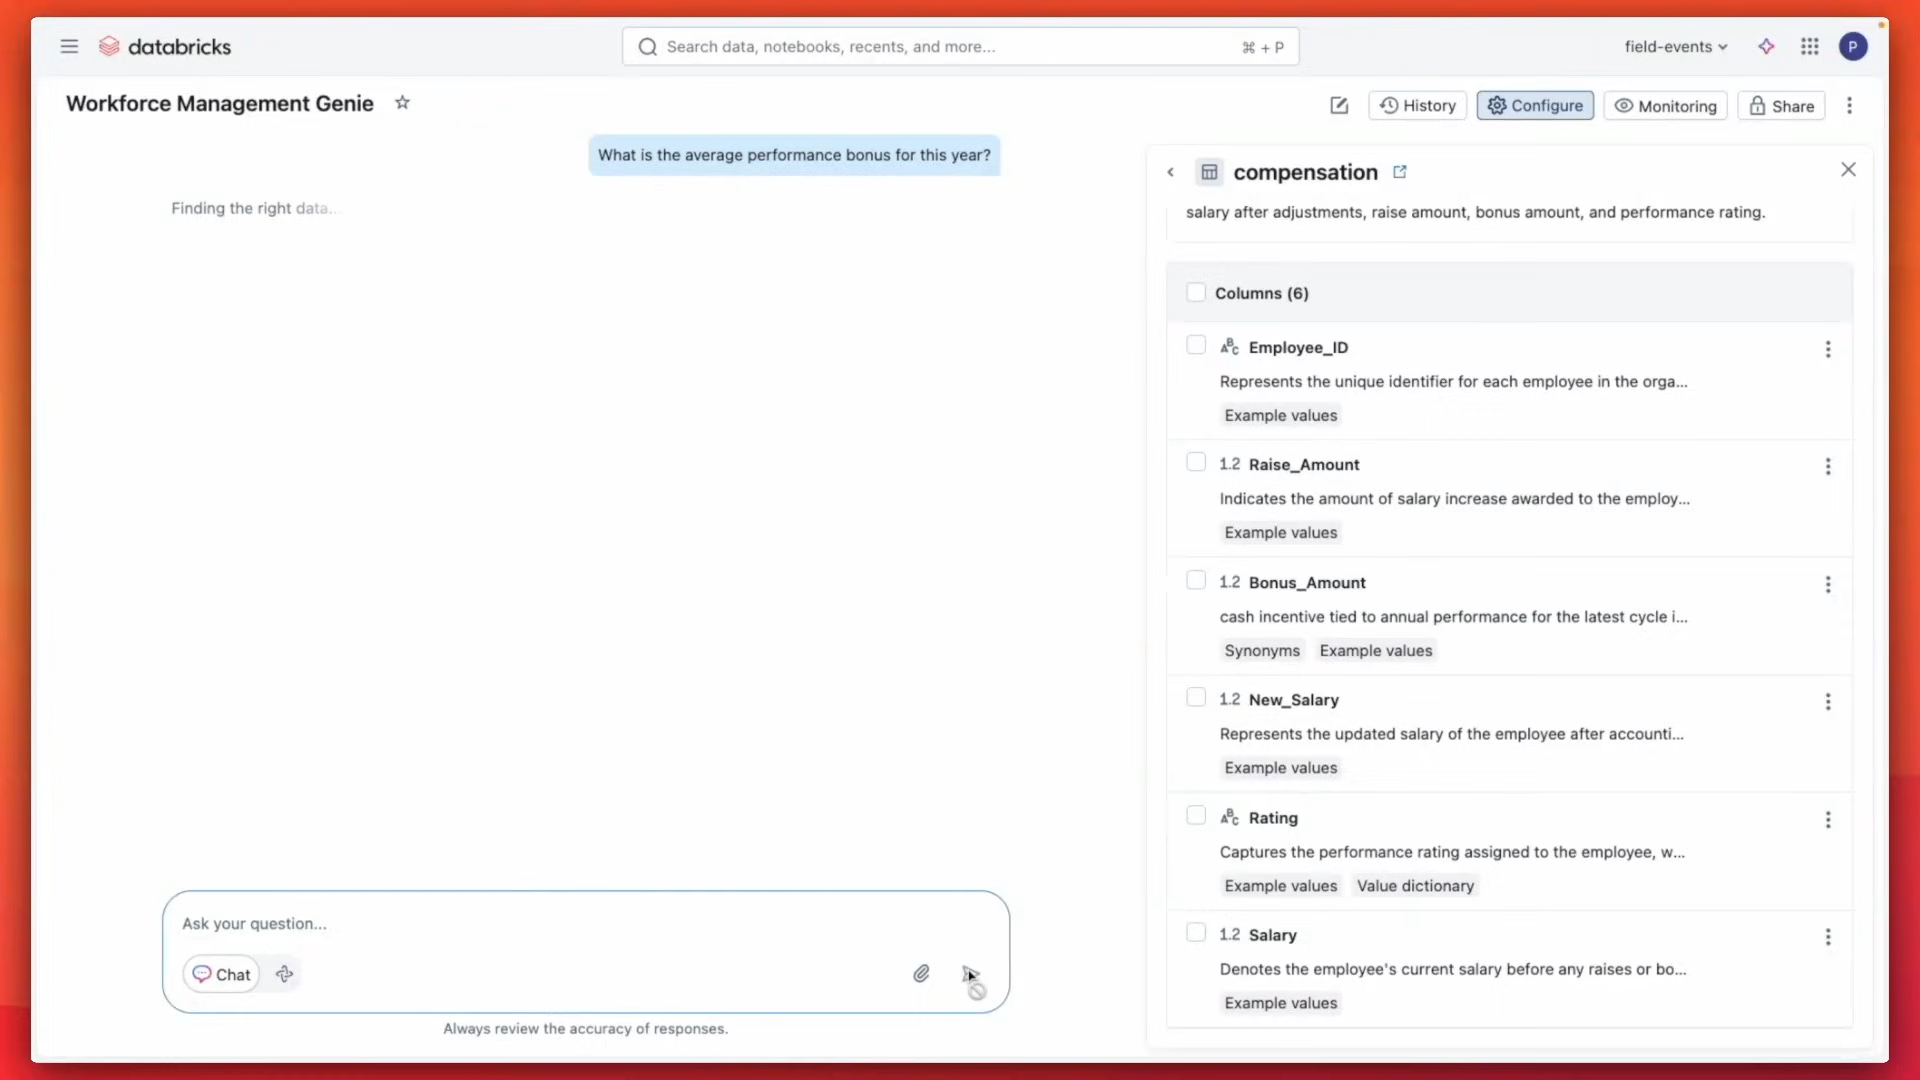 databricks
Search data, notebooks, recents, and more...
⌘ + P
field-events
P
Workforce Management Genie
History
Configure
Monitoring
Share
What is the average performance bonus for this year?
Finding the right data...
compensation
salary after adjustments, raise amount, bonus amount, and performance rating.
Columns (6)
Employee_ID
Represents the unique identifier for each employee in the orga...
Example values
1.2 Raise_Amount
Indicates the amount of salary increase awarded to the employ...
Example values
1.2 Bonus_Amount
cash incentive tied to annual performance for the latest cycle i...
Synonyms Example values
1.2 New_Salary
Represents the updated salary of the employee after accounti...
Example values
Rating
Captures the performance rating assigned to the employee, w...
Example values Value dictionary
1.2 Salary
Denotes the employee's current salary before any raises or bo...
Example values
Ask your question...
Chat
Always review the accuracy of responses.